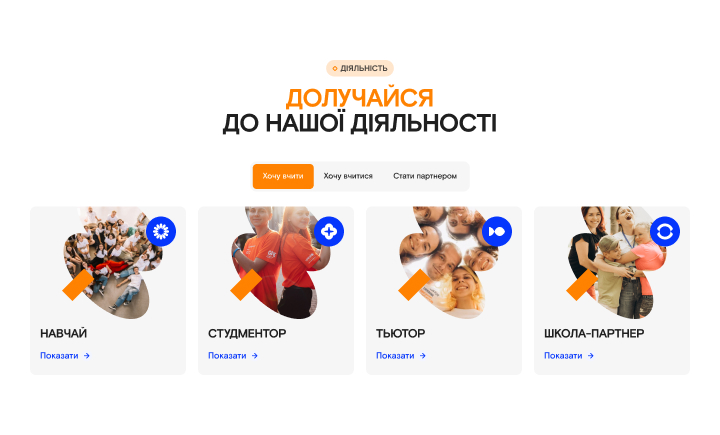 ДІЯЛЬНІСТЬ
ДОЛУЧАЙСЯ
ДО НАШОЇ ДІЯЛЬНОСТІ
Хочу вчити
Хочу вчитися
Стати партнером
НАВЧАЙ
Показати →
СТУДМЕНТОР
Показати →
ТЬЮТОР
Показати →
ШКОЛА-ПАРТНЕР
Показати →